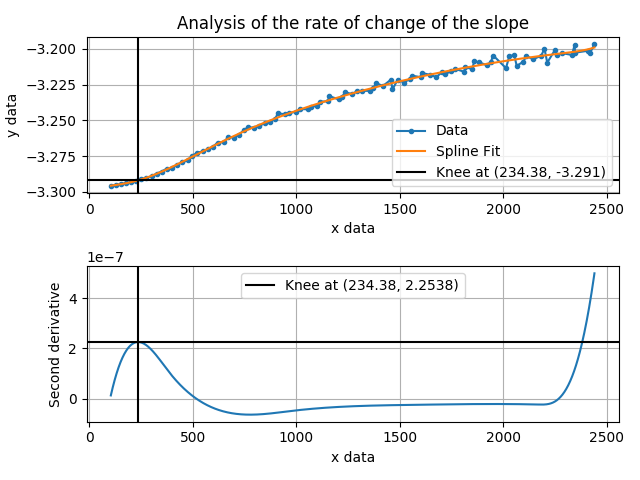 Analysis of the rate of change of the slope
−3.200
−3.225
−3.250
−3.275
−3.300
y data
Data
Spline Fit
Knee at (234.38, -3.291)
0 500 1000 1500 2000 2500
x data
1e−7
Knee at (234.38, 2.2538)
4
2
0
Second derivative
0 500 1000 1500 2000 2500
x data